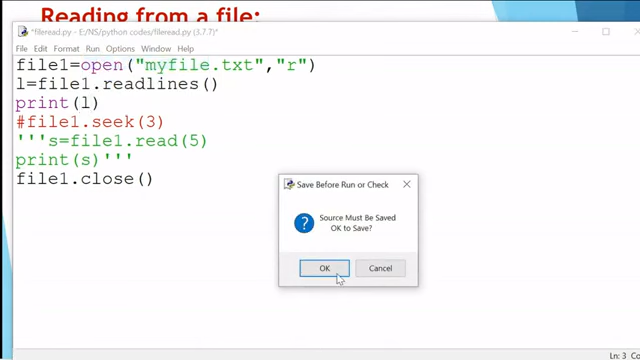 Reading from a file:
*fileread.py - E:/NS/python codes/fileread.py (3.7.7)*
File Edit Format Run Options Window Help
file1=open("myfile.txt","r")
l=file1.readlines()
print(l)
#file1.seek(3)
'''s=file1.read(5)
print(s)'''
file1.close()
Save Before Run or Check
Source Must Be Saved
OK to Save?
OK Cancel
Ln: 3 Col: